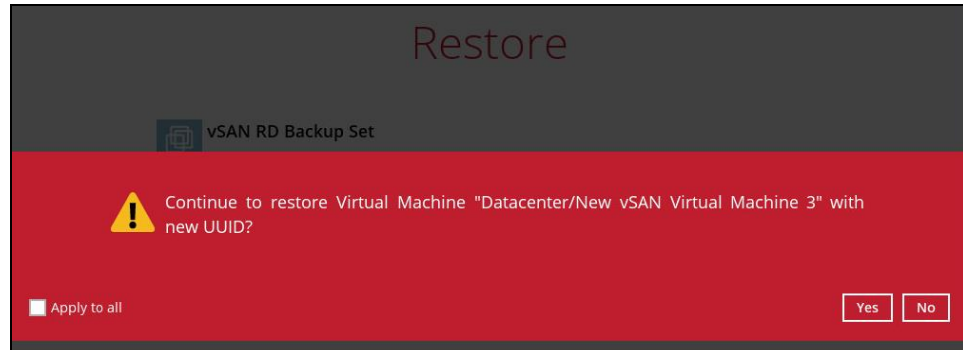 Restore
vSAN RD Backup Set
Continue to restore Virtual Machine "Datacenter/New vSAN Virtual Machine 3" with
new UUID?
Apply to all
Yes
No